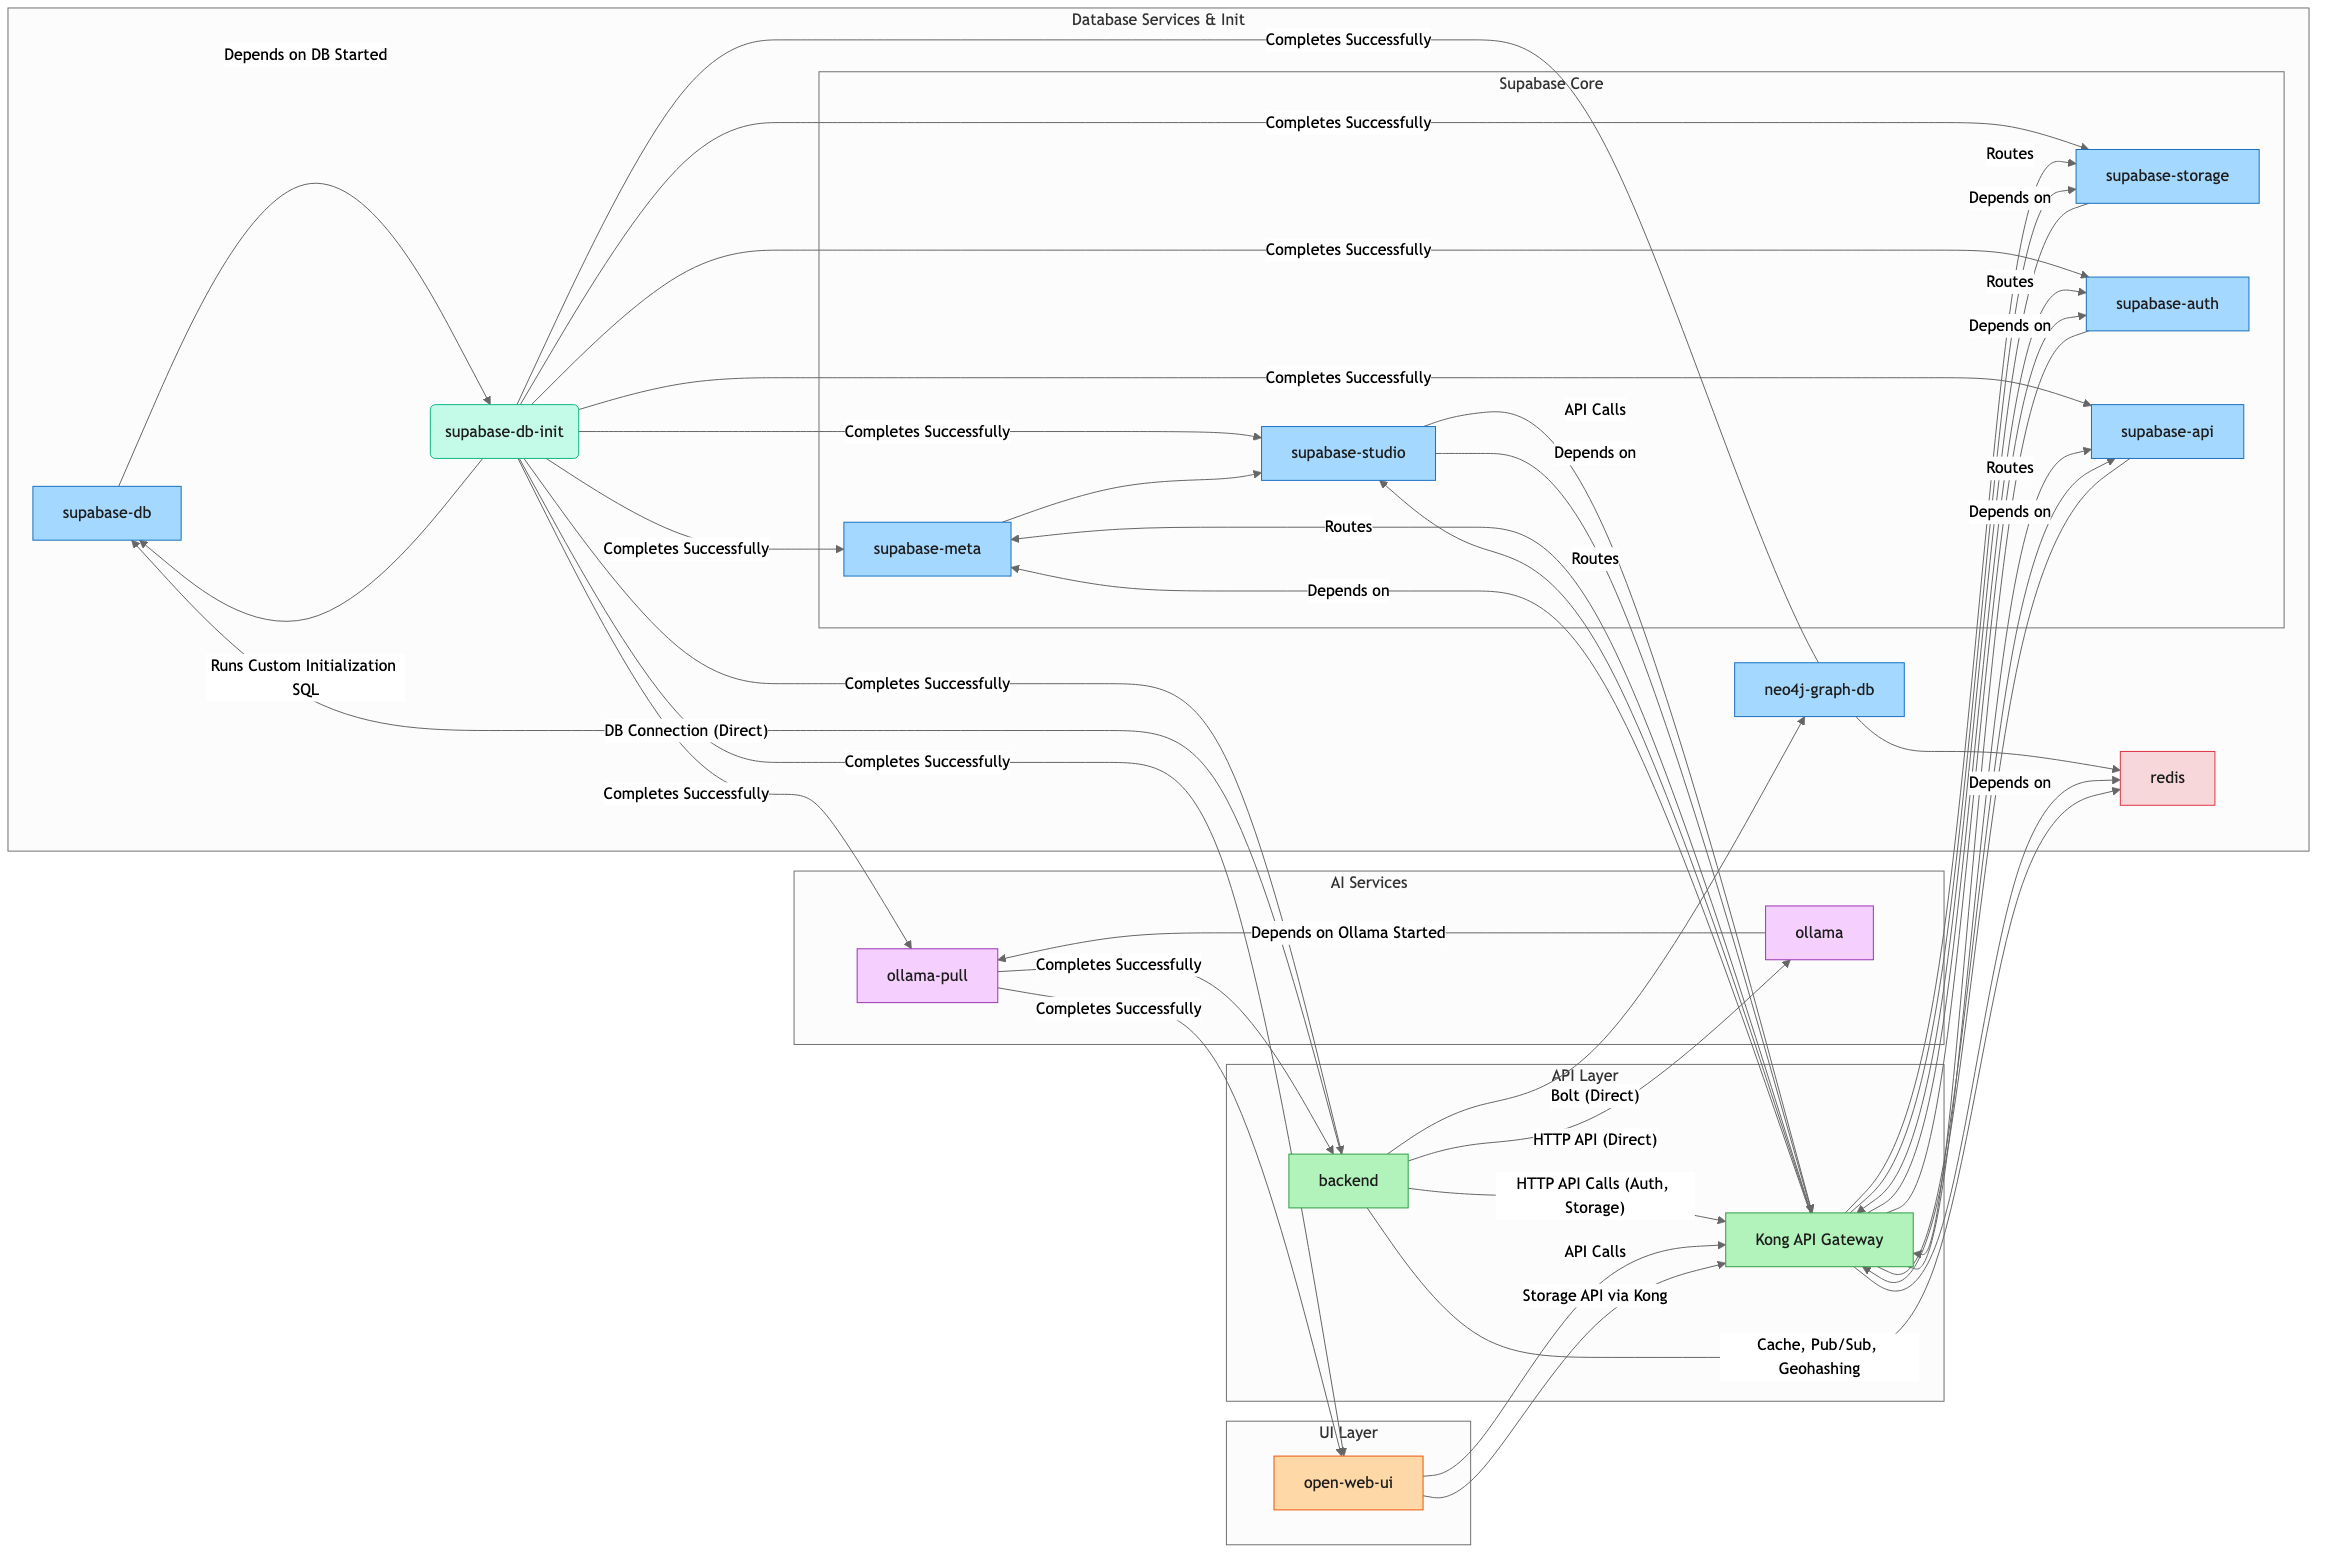 Database Services & Init
Completes Successfully
Depends on DB Started
Supabase Core
Completes Successfully
Routes
supabase-storage
Depends on
Completes Successfully
Routes
supabase-auth
Depends on
Completes Successfully
API Calls
supabase-db-init
Completes Successfully
supabase-studio
Depends on
supabase-api
Routes
supabase-db
Depends on
Routes
Completes Successfully
supabase-meta
Routes
Depends on
Runs Custom Initialization
SQL
Completes Successfully
neo4j-graph-db
DB Connection (Direct)
Completes Successfully
Completes Successfully
Depends on
redis
AI Services
Depends on Ollama Started
ollama
ollama-pull
Completes Successfully
Completes Successfully
API Layer
Bolt (Direct)
HTTP API (Direct)
backend
HTTP API Calls (Auth,
Storage)
Kong API Gateway
API Calls
Storage API via Kong
Cache, Pub/Sub,
Geohashing
UI Layer
open-web-ui